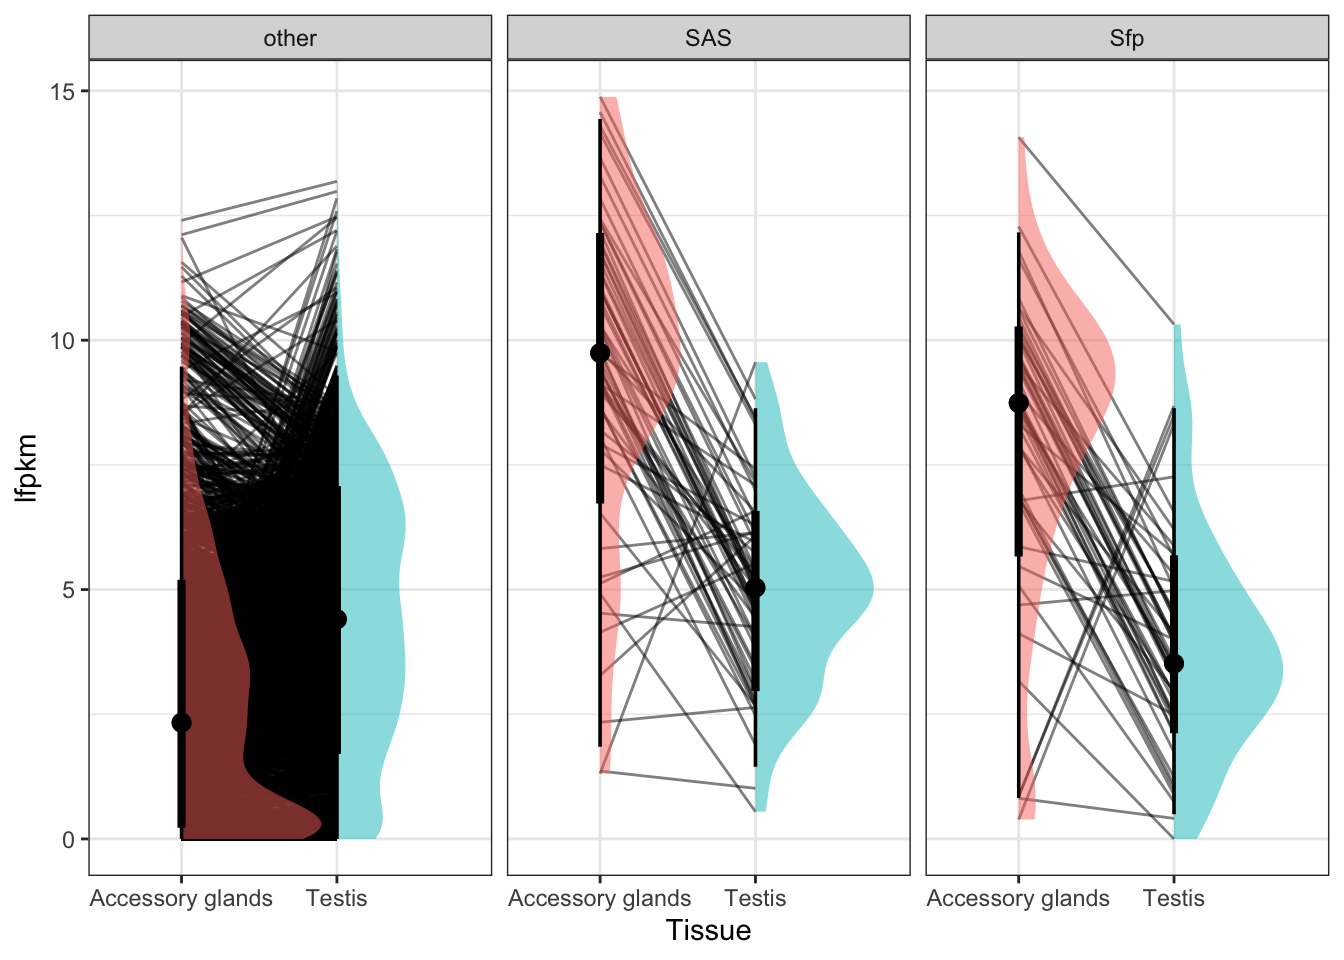 other SAS Sfp
15
10
5
0
lfpkm
Accessory glands Testis Accessory glands Testis Accessory glands Testis
Tissue